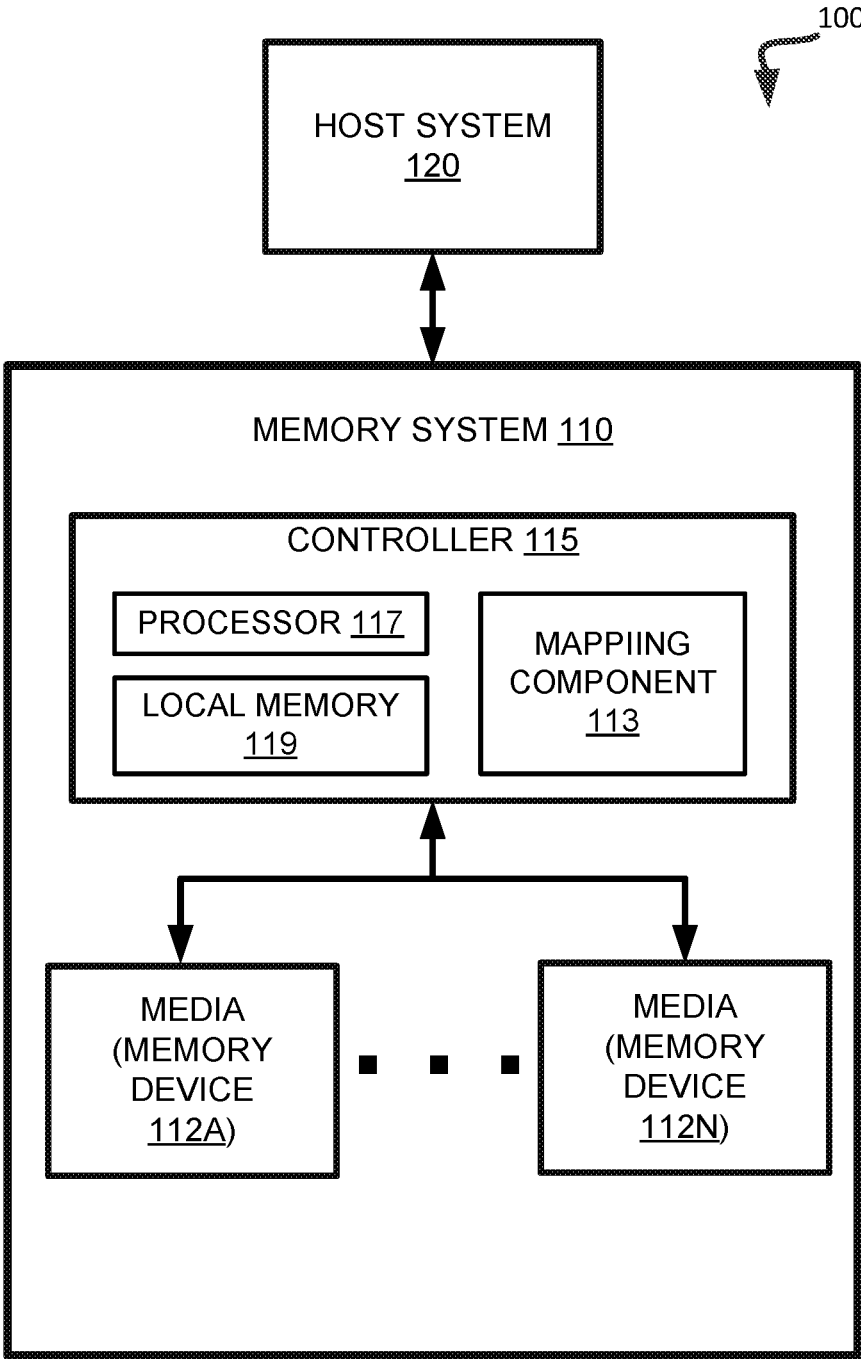 100
HOST SYSTEM
120
MEMORY SYSTEM 110
CONTROLLER 115
PROCESSOR 117
LOCAL MEMORY
119
MAPPIING
COMPONENT
113
MEDIA
(MEMORY
DEVICE
112A)
MEDIA
(MEMORY
DEVICE
112N)